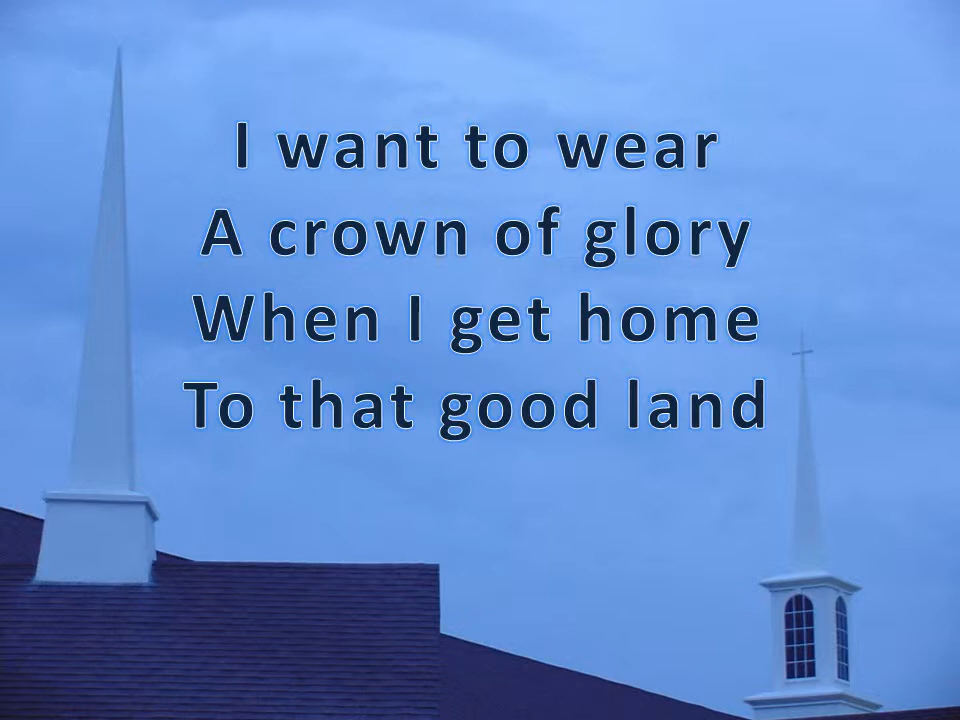 I want to wear
A crown of glory
When I get home
To that good land